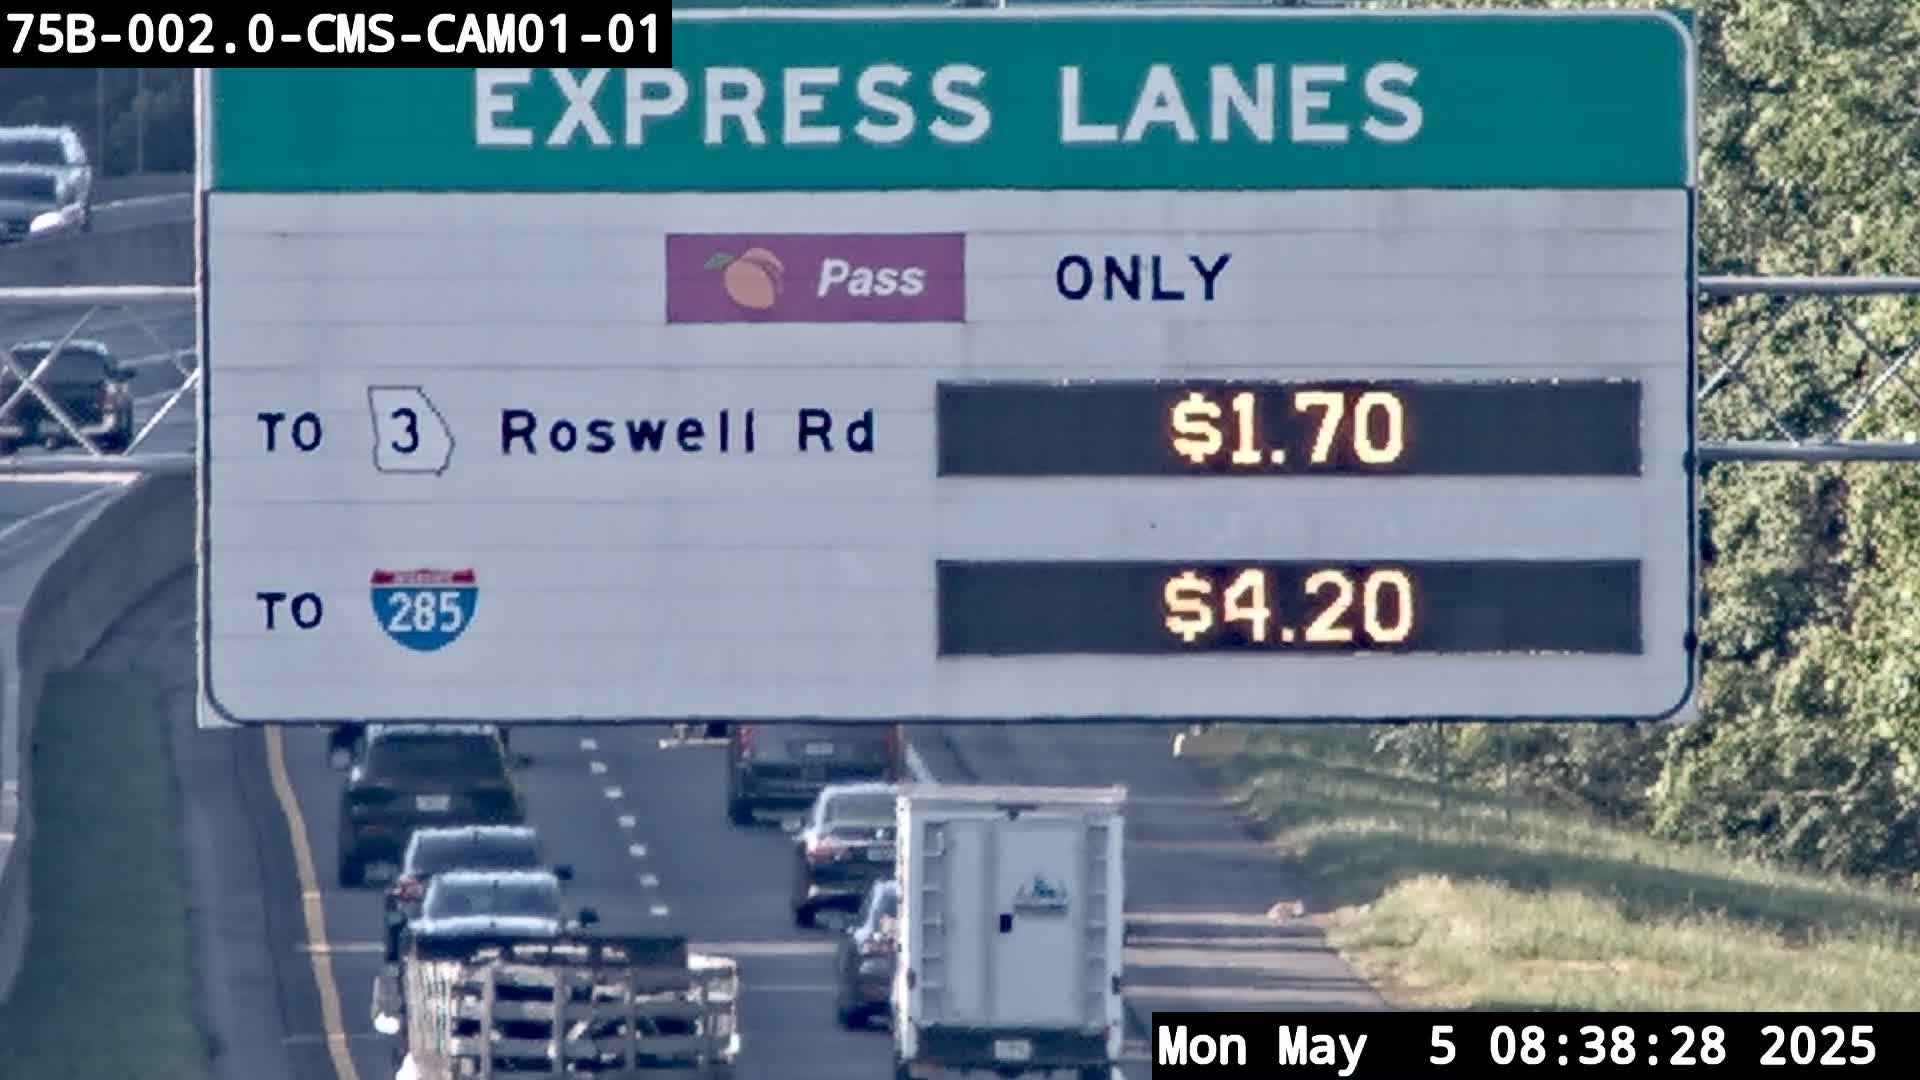 75B-002.0-CMS-CAM01-01
EXPRESS LANES
Pass ONLY
TO 3 Roswell Rd $1.70
TO 285 $4.20
Mon May 5 08:38:28 2025